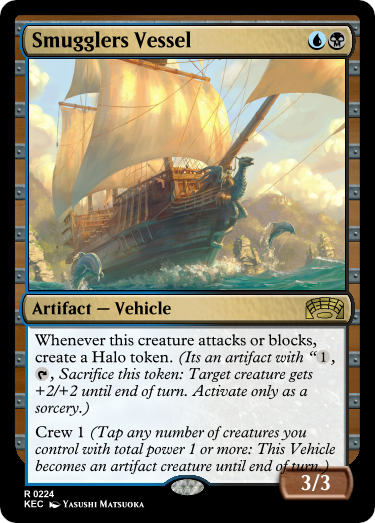 Smugglers Vessel
Artifact — Vehicle
Whenever this creature attacks or blocks,
create a Halo token. (Its an artifact with “1,
, Sacrifice this token: Target creature gets
+2/+2 until end of turn. Activate only as
a sorcery.)
Crew 1 (Tap any number of creatures you
control with total power 1 or more: This Vehicle
becomes an artifact creature until end of turn.)
3/3
R 0224
KEC Yasushi Matsuoka